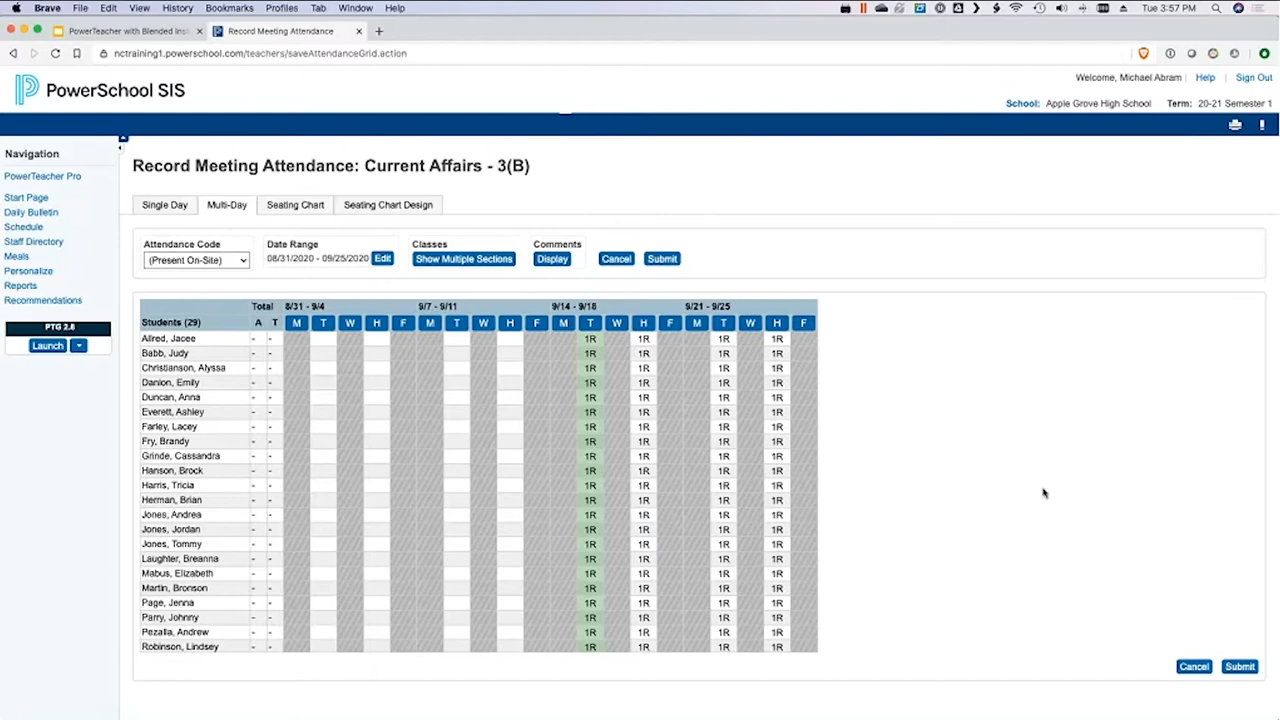 Brave File Edit View History Bookmarks Profiles Tab Window Help Tue 3:57 PM
PowerTeacher with Blended Inst Record Meeting Attendance
nctraining1.powerschool.com/teachers/saveAttendanceGrid.action
PowerSchool SIS
Welcome, Michael Abram Help Sign Out
School: Apple Grove High School Term: 20-21 Semester 1
Navigation
PowerTeacher Pro
Start Page
Daily Bulletin
Schedule
Staff Directory
Meals
Personalize
Reports
Recommendations
PTG 2.8
Launch
Record Meeting Attendance: Current Affairs - 3(B)
Single Day Multi-Day Seating Chart Seating Chart Design
Attendance Code Date Range Classes Comments
(Present On-Site) 08/31/2020 - 09/25/2020 Edit Show Multiple Sections Display Cancel Submit
Total 8/31 - 9/4 9/7 - 9/11 9/14 - 9/18 9/21 - 9/25
Students (29) A T M T W H F M T W H F M T W H F M T W H F
Allred, Jacee - - 1R 1R 1R 1R
Babb, Judy - - 1R 1R 1R 1R
Christianson, Alyssa - - 1R 1R 1R 1R
Danlon, Emily - - 1R 1R 1R 1R
Duncan, Anna - - 1R 1R 1R 1R
Everett, Ashley - - 1R 1R 1R 1R
Farley, Lacey - - 1R 1R 1R 1R
Fry, Brandy - - 1R 1R 1R 1R
Grinde, Cassandra - - 1R 1R 1R 1R
Hanson, Brock - - 1R 1R 1R 1R
Harris, Tricia - - 1R 1R 1R 1R
Herman, Brian - - 1R 1R 1R 1R
Jones, Andrea - - 1R 1R 1R 1R
Jones, Jordan - - 1R 1R 1R 1R
Jones, Tommy - - 1R 1R 1R 1R
Laughter, Breanna - - 1R 1R 1R 1R
Mabus, Elizabeth - - 1R 1R 1R 1R
Martin, Bronson - - 1R 1R 1R 1R
Page, Jenna - - 1R 1R 1R 1R
Parry, Johnny - - 1R 1R 1R 1R
Pezalla, Andrew - - 1R 1R 1R 1R
Robinson, Lindsey - - 1R 1R 1R 1R
Cancel Submit